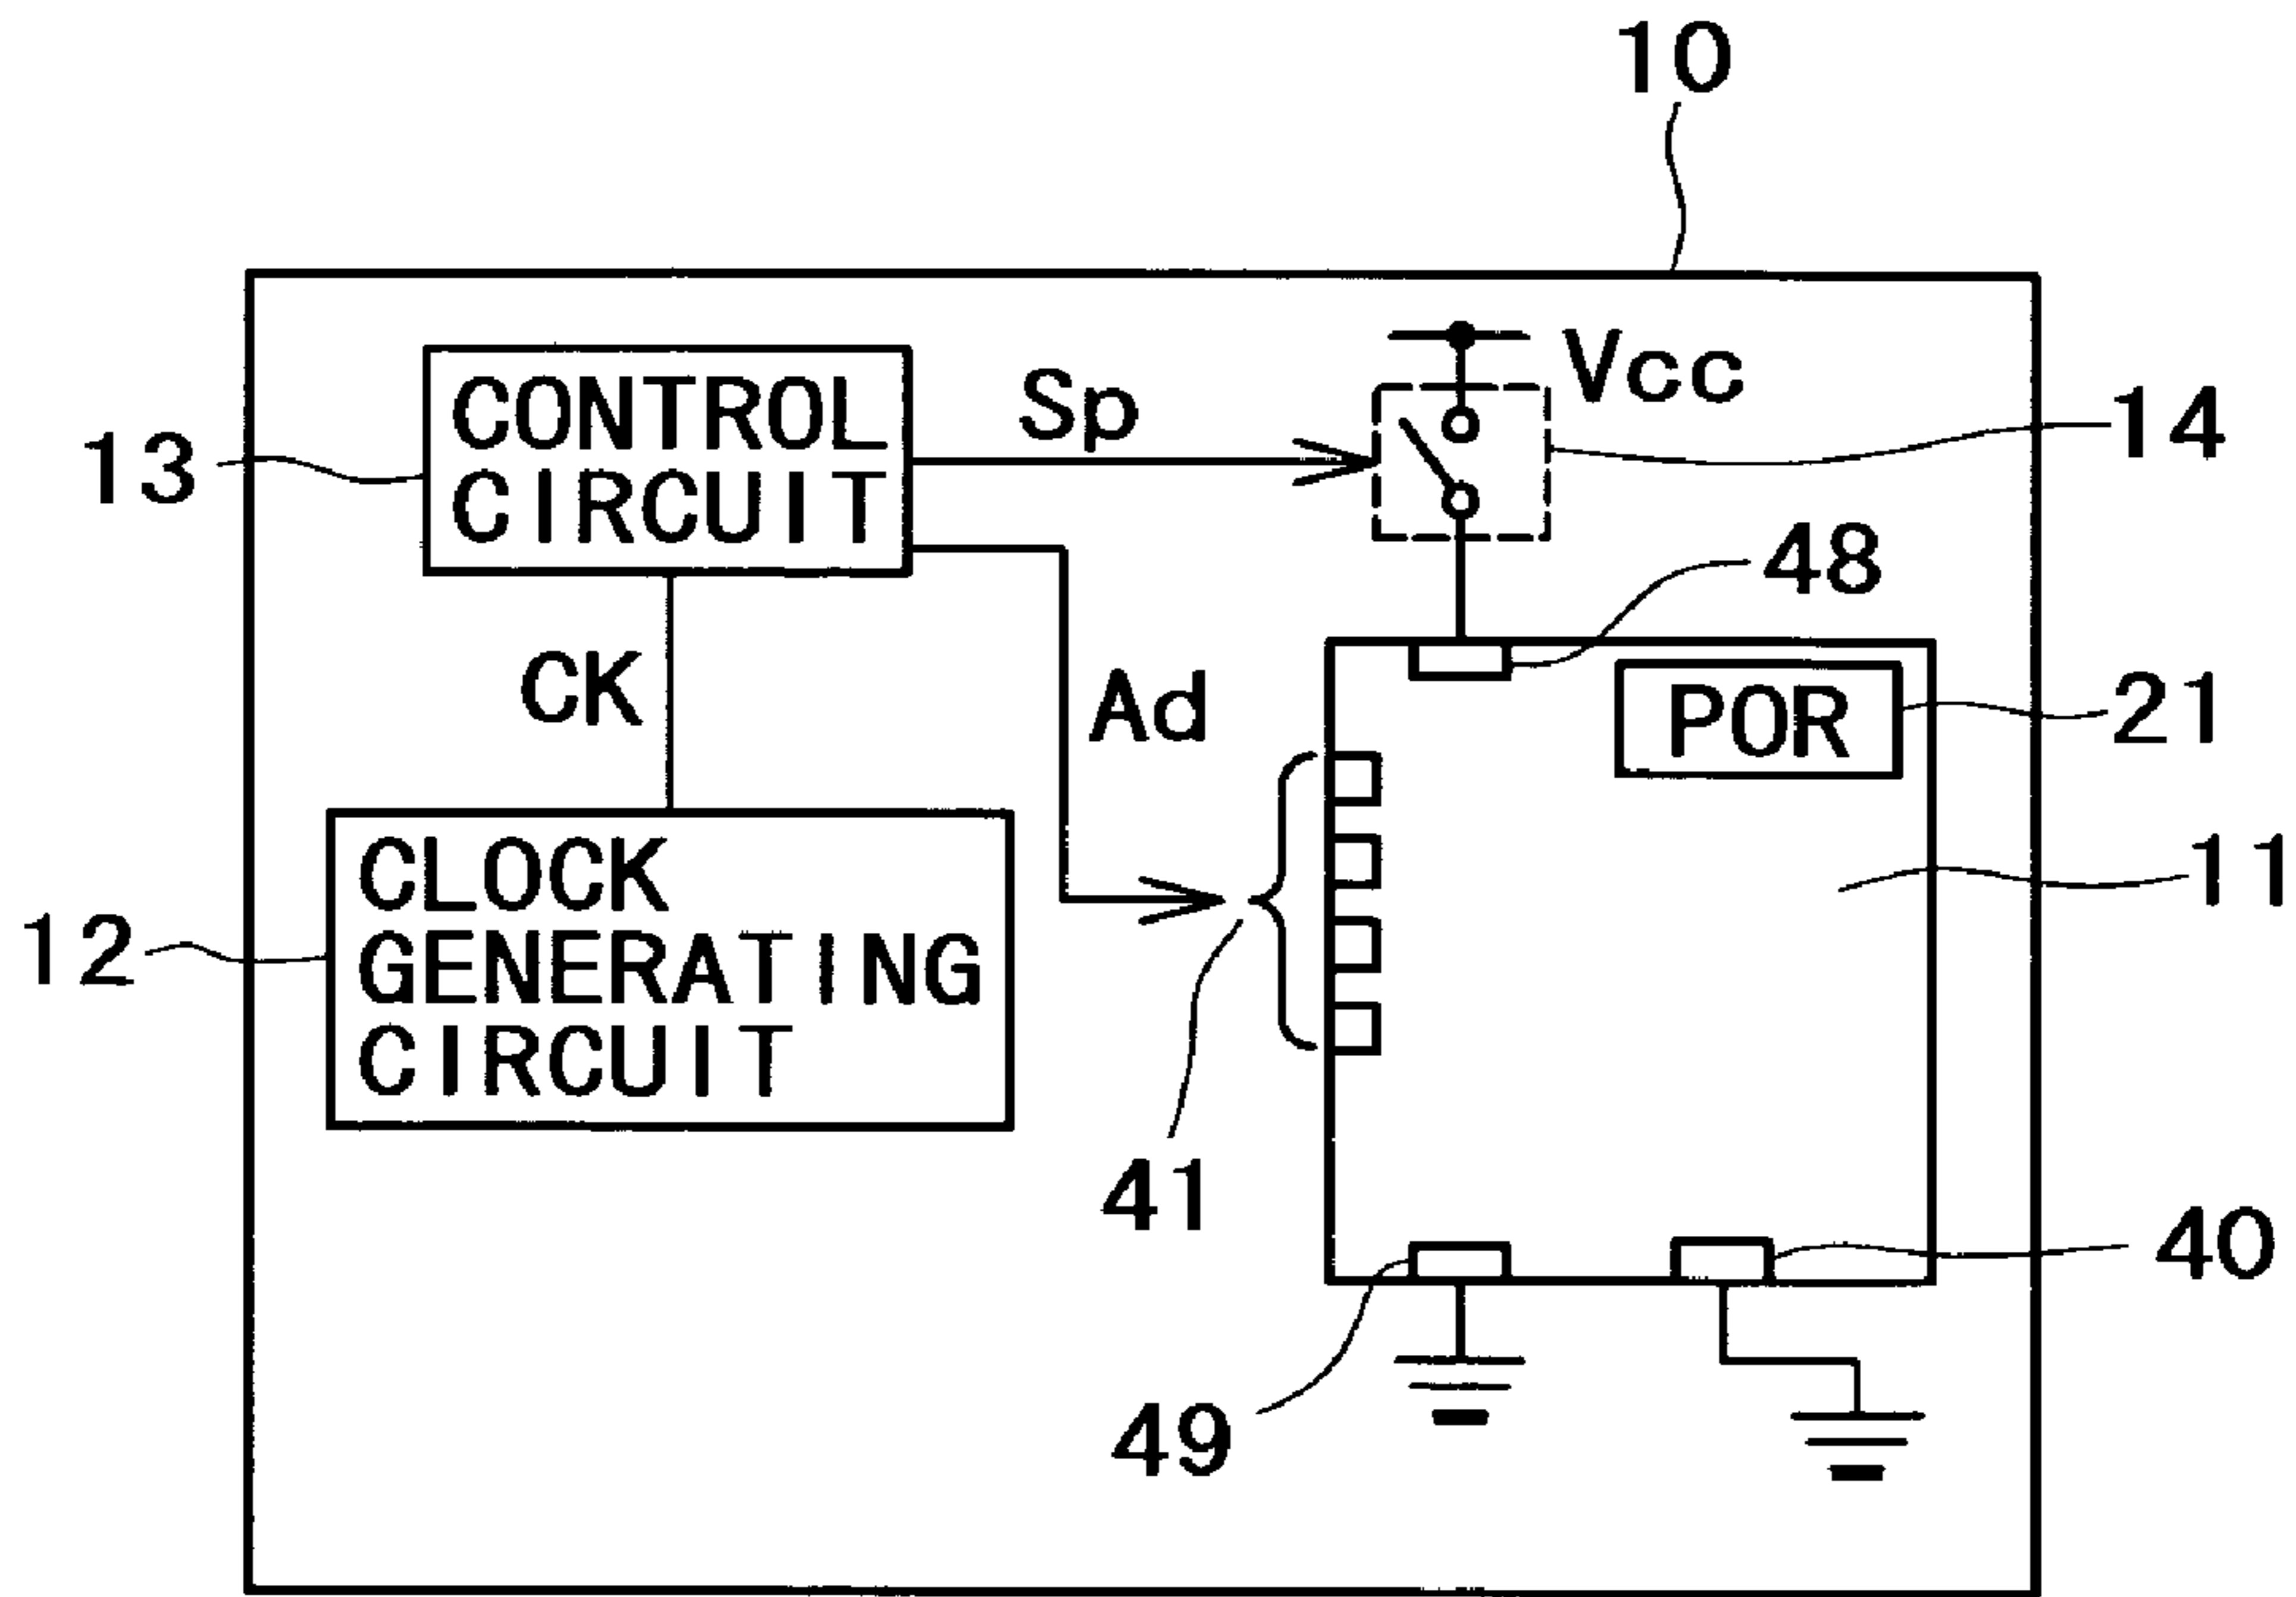 10
CONTROL
CIRCUIT
Sp
Vcc
14
13
48
CK
Ad
POR
21
CLOCK
GENERATING
CIRCUIT
12
11
41
40
49